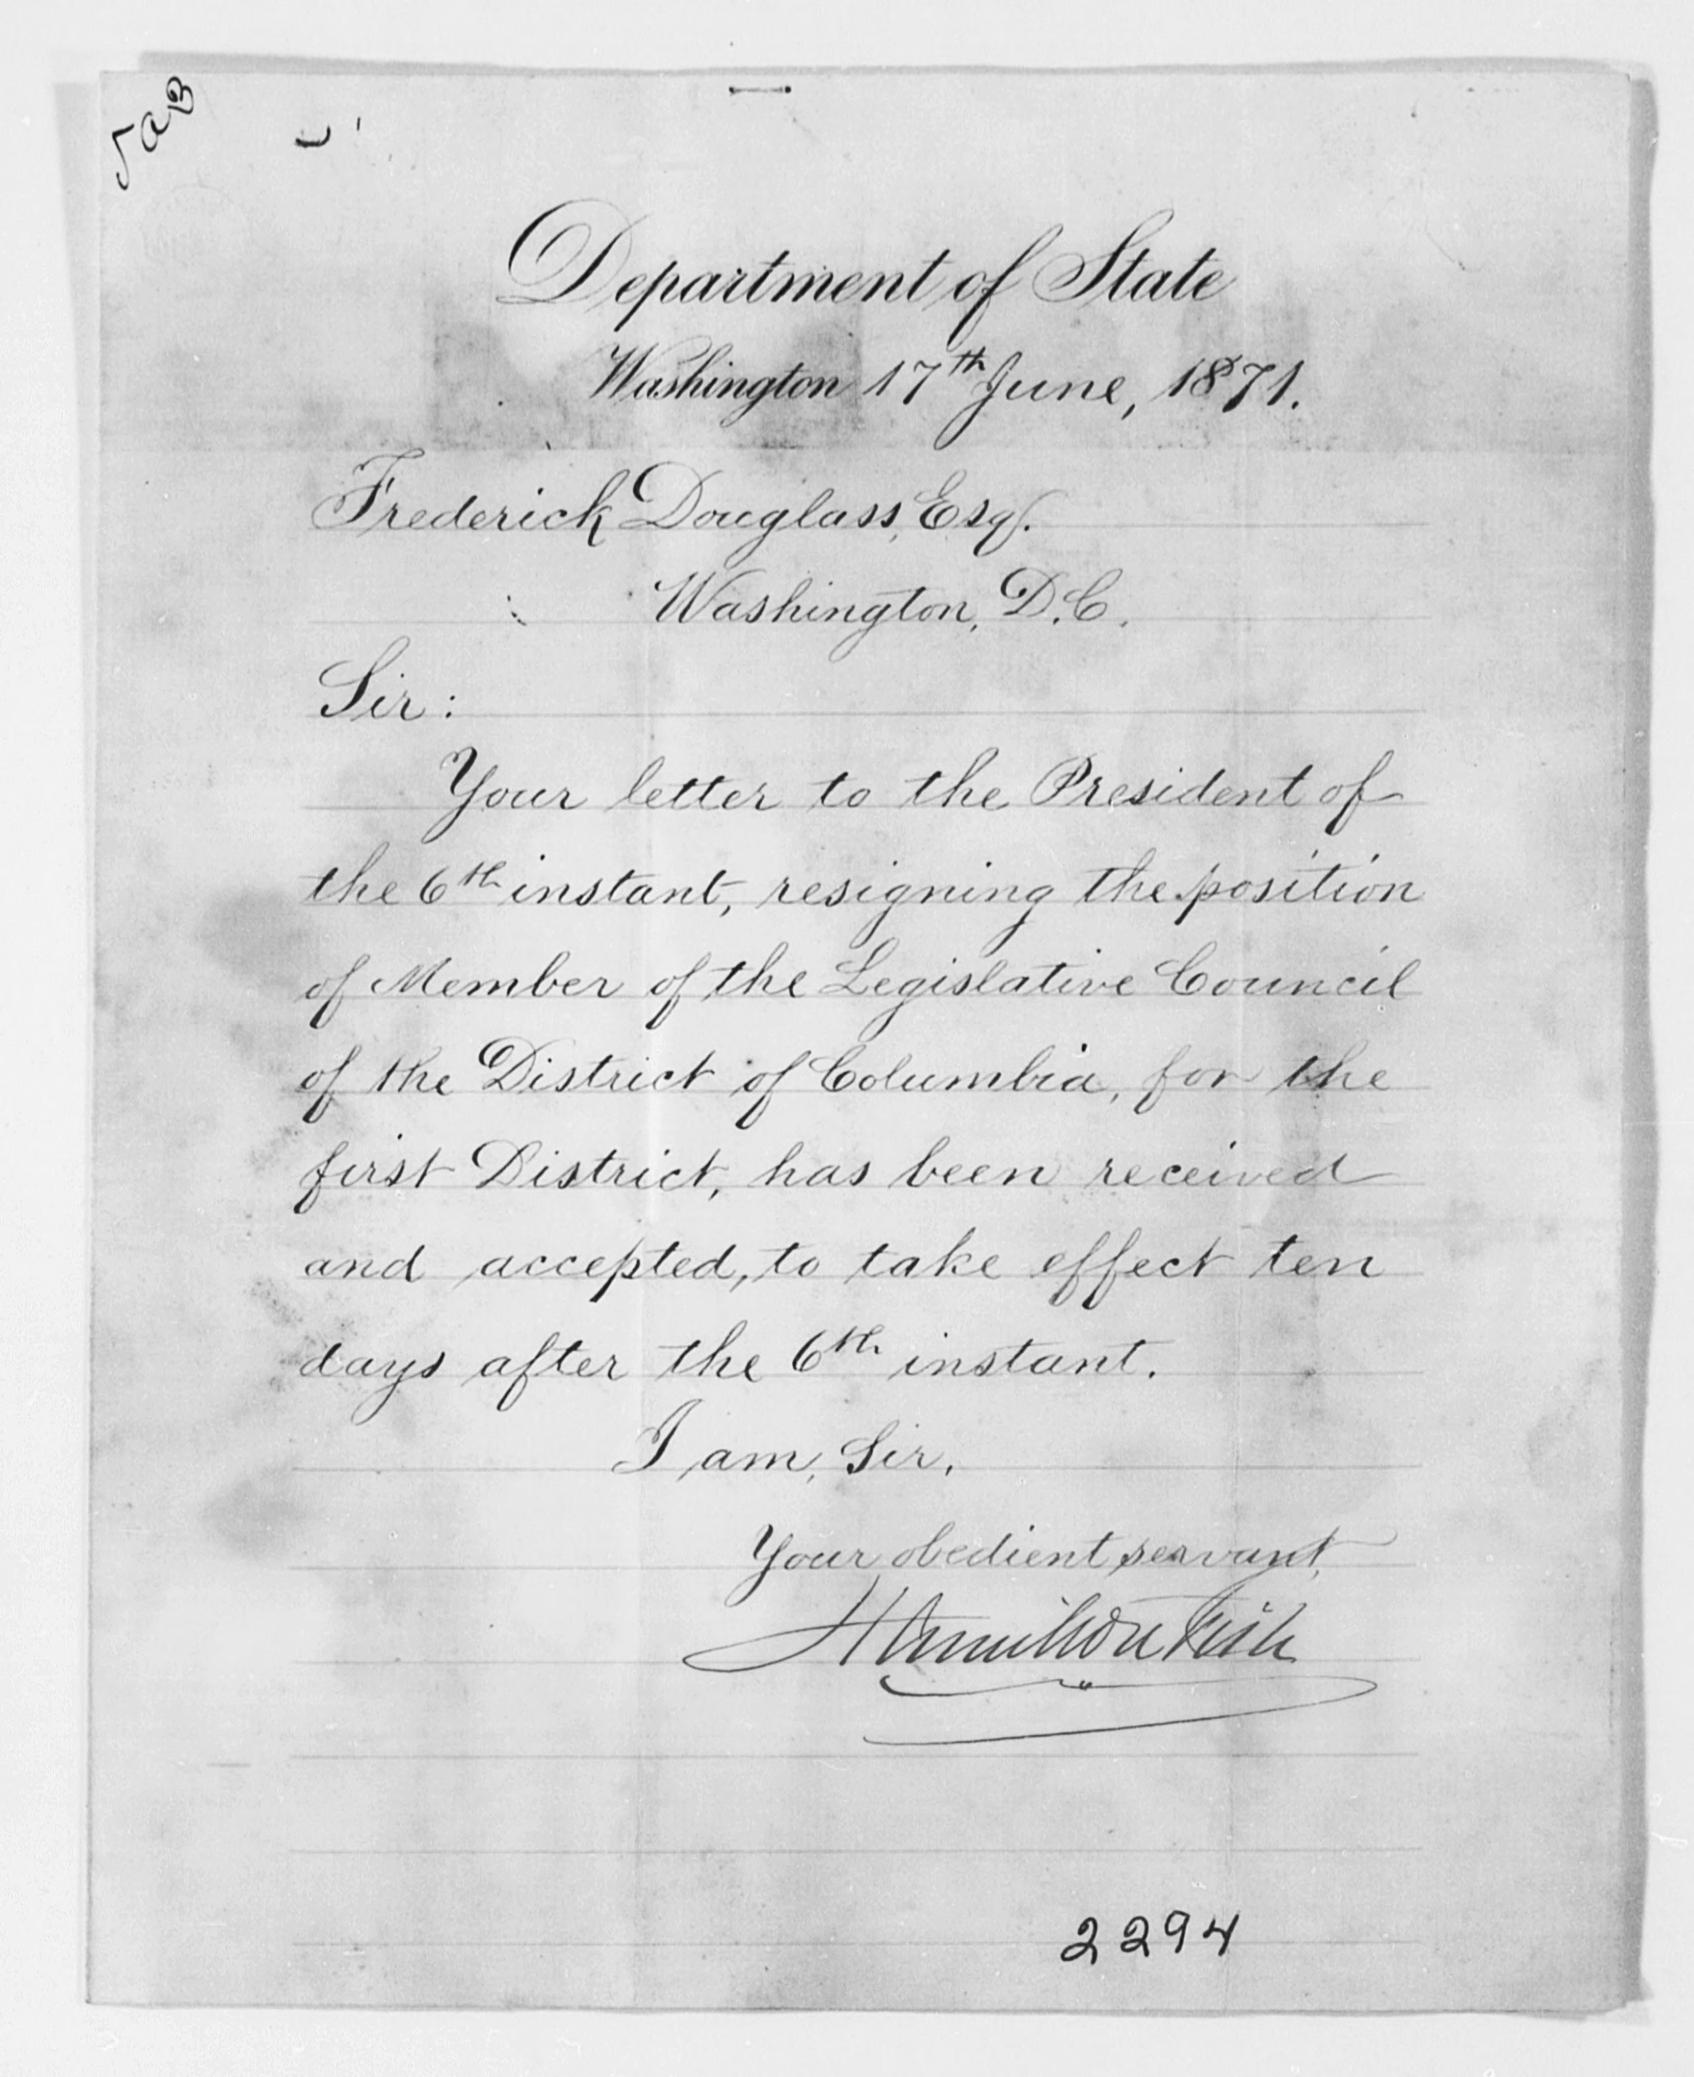 5aB
Department of State
Washington 17th June, 1871.
Frederick Douglass, Esq.
Washington, D.C.
Sir:
Your letter to the President of
the 6th instant, resigning the position
of Member of the Legislative Council
of the District of Columbia, for the
first District, has been received
and accepted, to take effect ten
days after the 6th instant.
I am, Sir,
Your obedient servant,
Hamilton Fish
2294